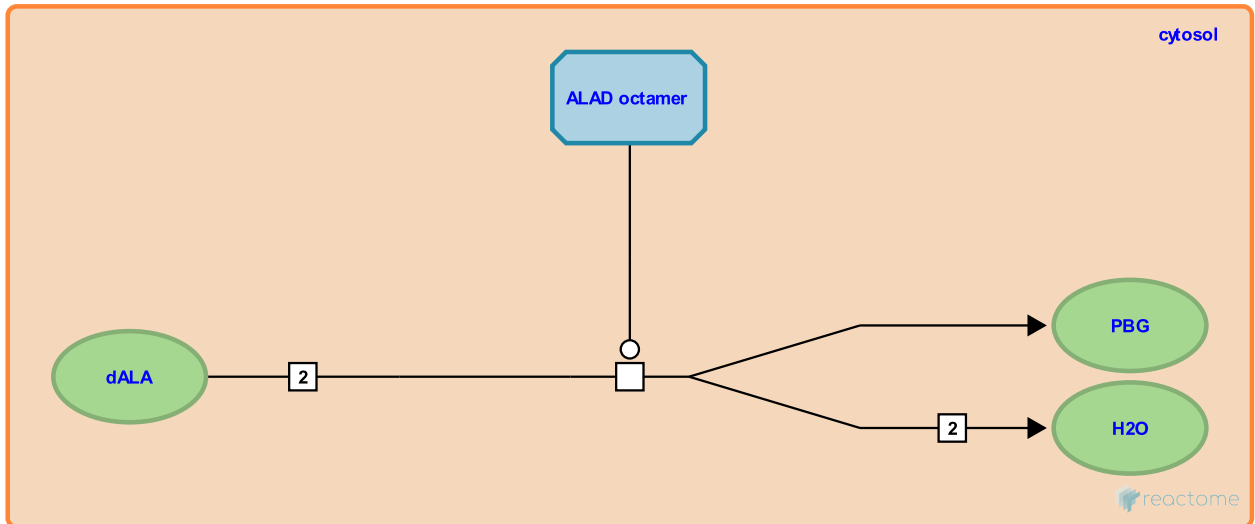 cytosol
ALAD octamer
PBG
dALA
2
2
H2O
reactome